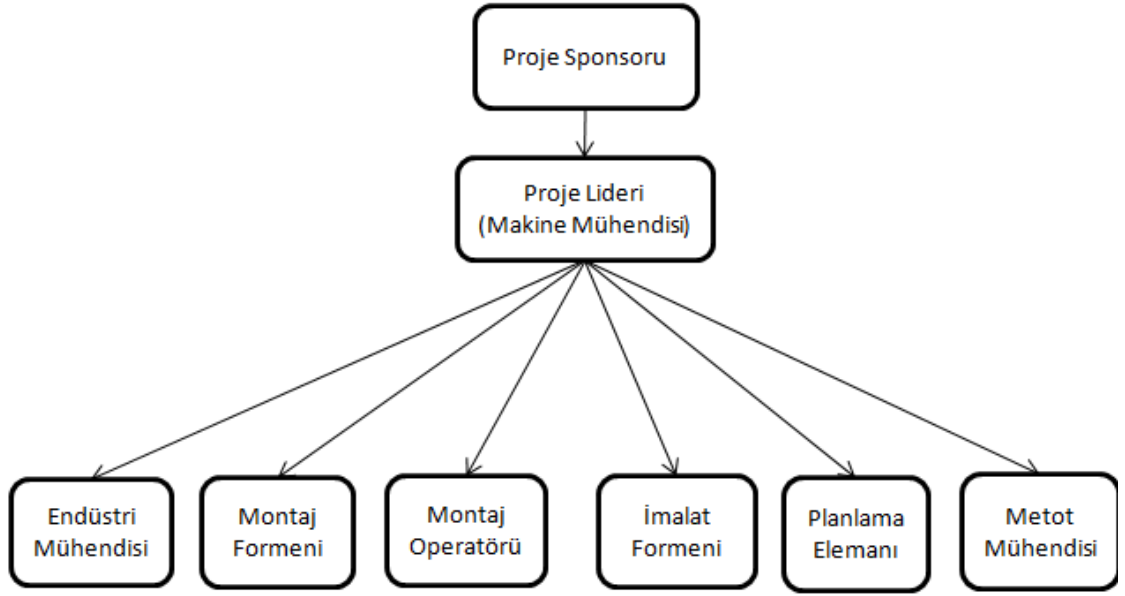 Proje Sponsoru
Proje Lideri
(Makine Mühendisi)
Endüstri
Mühendisi
Montaj
Formeni
Montaj
Operatörü
İmalat
Formeni
Planlama
Elemanı
Metot
Mühendisi